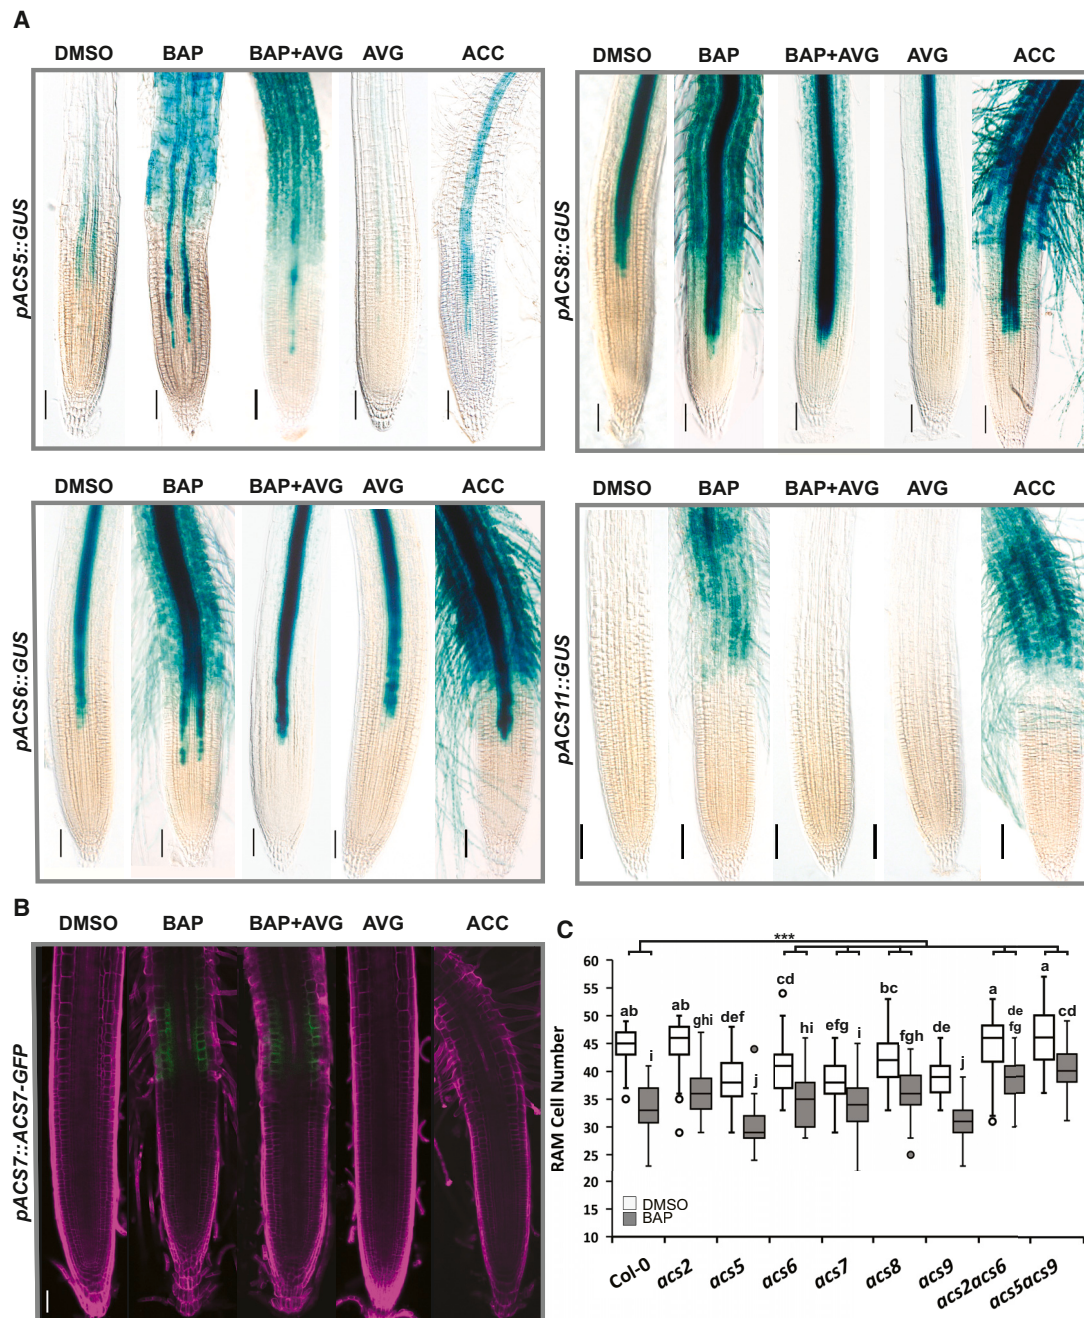 A
DMSO BAP BAP+AVG AVG ACC
pACS5::GUS
DMSO BAP BAP+AVG AVG ACC
pACS8::GUS
DMSO BAP BAP+AVG AVG ACC
pACS6::GUS
DMSO BAP BAP+AVG AVG ACC
pACS11::GUS
B
DMSO BAP BAP+AVG AVG ACC
pACS7::ACS7-GFP
C
***
RAM Cell Number
60
55
50
45
40
35
30
25
20
15
10
ab i ab ghi def j cd hi efg i bc fgh de j a de fg a cd
DMSO
BAP
Col-0 acs2 acs5 acs6 acs7 acs8 acs9 acs2acs6 acs5acs9